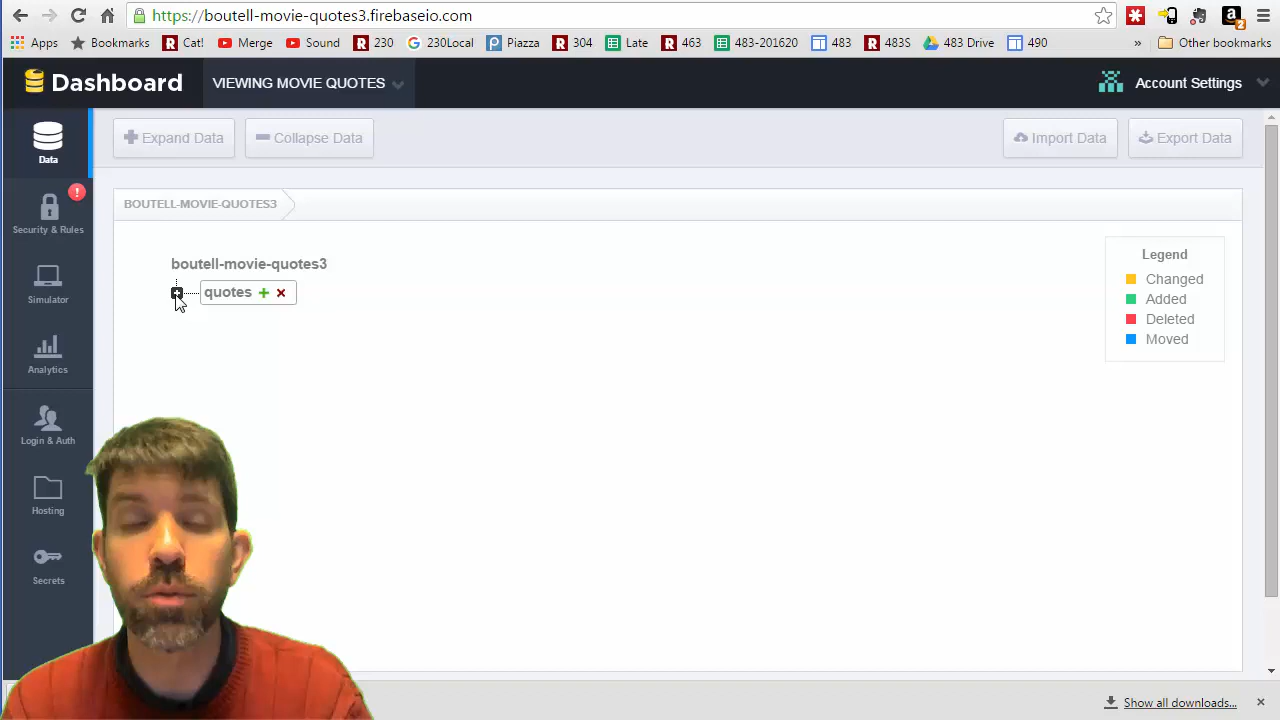 https://boutell-movie-quotes3.firebaseio.com
2
Apps Bookmarks Cat! Merge Sound 230 230Local Piazza 304 Late 463 483-201620 483 483S 483 Drive 490 » Other bookmarks
Dashboard VIEWING MOVIE QUOTES Account Settings
Data
Security & Rules
Simulator
Analytics
Login & Auth
Hosting
Secrets
Expand Data Collapse Data Import Data Export Data
BOUTELL-MOVIE-QUOTES3
boutell-movie-quotes3
quotes
Legend
Changed
Added
Deleted
Moved
Show all downloads...